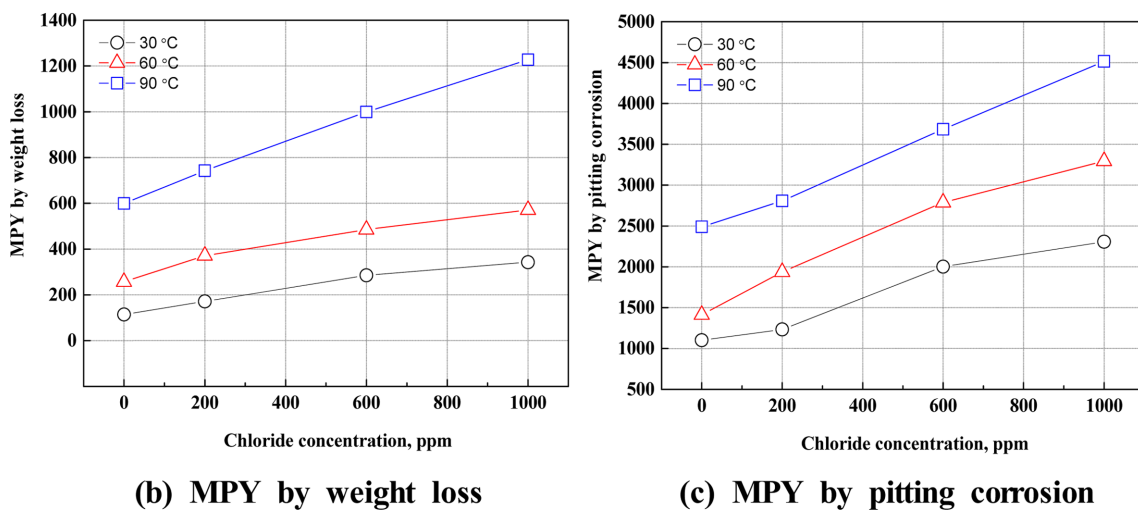 1400
1200
1000
800
600
400
200
0
MPY by weight loss
30 °C
60 °C
90 °C
0 200 400 600 800 1000
Chloride concentration, ppm
(b) MPY by weight loss
5000
4500
4000
3500
3000
2500
2000
1500
1000
500
MPY by pitting corrosion
30 °C
60 °C
90 °C
0 200 400 600 800 1000
Chloride concentration, ppm
(c) MPY by pitting corrosion